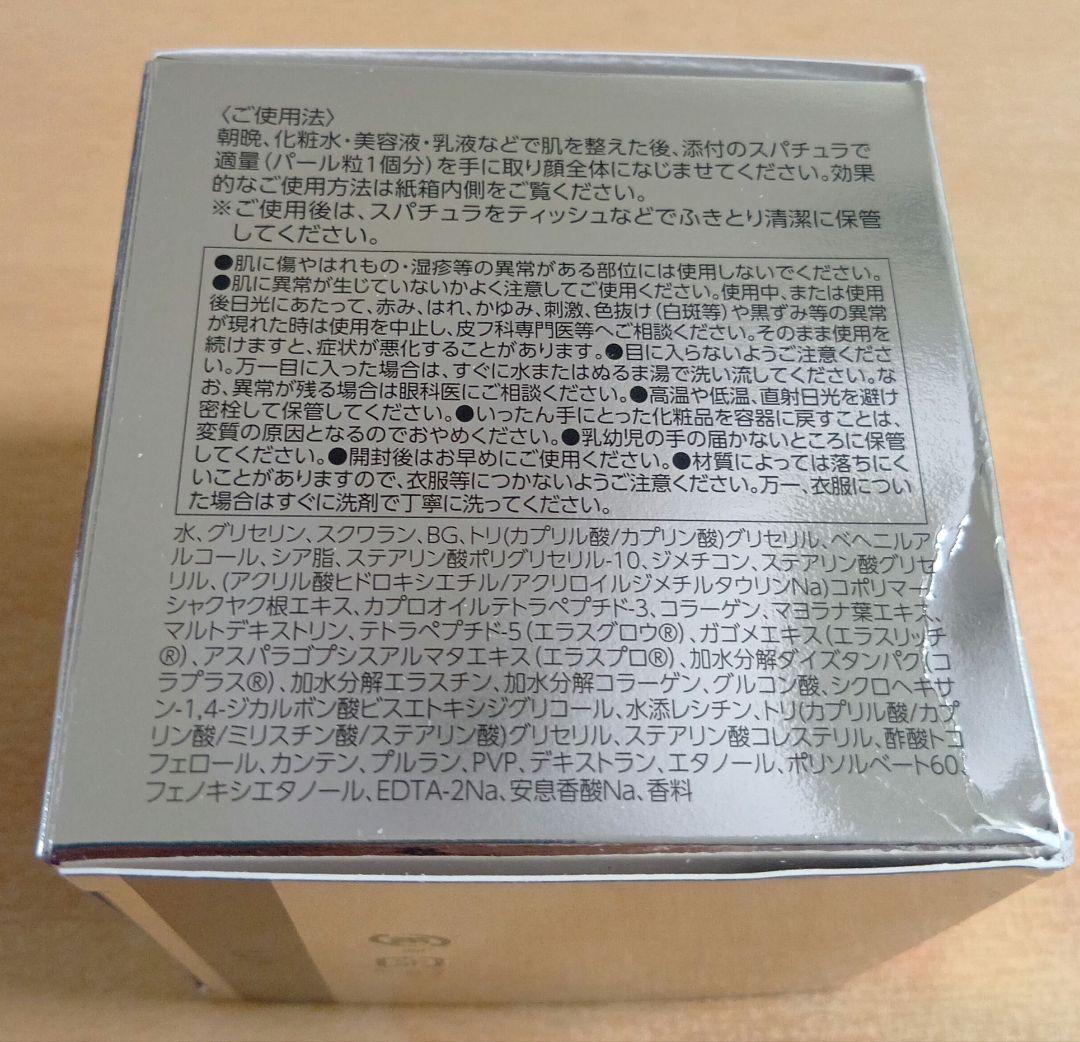 〈ご使用法〉
朝晩、化粧水・美容液・乳液などで肌を整えた後、添付のスパチュラで
適量(パール粒1個分)を手に取り顔全体になじませてください。効果
的なご使用方法は紙箱内側をご覧ください。
※ご使用後は、スパチュラをティッシュなどでふきとり清潔に保管
してください。
●肌に傷やはれもの・湿疹等の異常がある部位には使用しないでください。
●肌に異常が生じていないかよく注意してご使用ください。使用中、または使用
後日光にあたって、赤み、はれ、かゆみ、刺激、色抜け(白斑等)や黒ずみ等の異常
が現れた時は使用を中止し、皮フ科専門医等へご相談ください。そのまま使用を
続けますと、症状が悪化することがあります。●目に入らないようご注意くださ
い。万一目に入った場合は、すぐに水またはぬるま湯で洗い流してください。な
お、異常が残る場合は眼科医にご相談ください。●高温や低温、直射日光を避け
密栓して保管してください。●いったん手にとった化粧品を容器に戻すことは、
変質の原因となるのでおやめください。●乳幼児の手の届かないところに保管
してください。●開封後はお早めにご使用ください。●材質によっては落ちにく
いことがありますので、衣服等につかないようご注意ください。万一、衣服につい
た場合はすぐに洗剤で丁寧に洗ってください。
水、グリセリン、スクワラン、BG、トリ(カプリル酸/カプリン酸)グリセリル、ベヘニルア
ルコール、シア脂、ステアリン酸ポリグリセリル-10、ジメチコン、ステアリン酸グリセ
リル、(アクリル酸ヒドロキシエチル/アクリロイルジメチルタウリンNa)コポリマー、
シャクヤク根エキス、カプロオイルテトラペプチド-3、コラーゲン、マヨラナ葉エキス、
マルトデキストリン、テトラペプチド-5(エラスグロウ®)、ガゴメエキス(エラスリッチ
®)、アスパラゴプシスアルマタエキス(エラスプロ®)、加水分解ダイズタンパク(コ
ラプラス®)、加水分解エラスチン、加水分解コラーゲン、グルコン酸、シクロヘキサ
ン-1,4-ジカルボン酸ビスエトキシジグリコール、水添レシチン、トリ(カプリル酸/カプ
リン酸/ミリスチン酸/ステアリン酸)グリセリル、ステアリン酸コレステリル、酢酸トコ
フェロール、カンテン、プルラン、PVP、デキストラン、エタノール、ポリソルベート60、
フェノキシエタノール、EDTA-2Na、安息香酸Na、香料